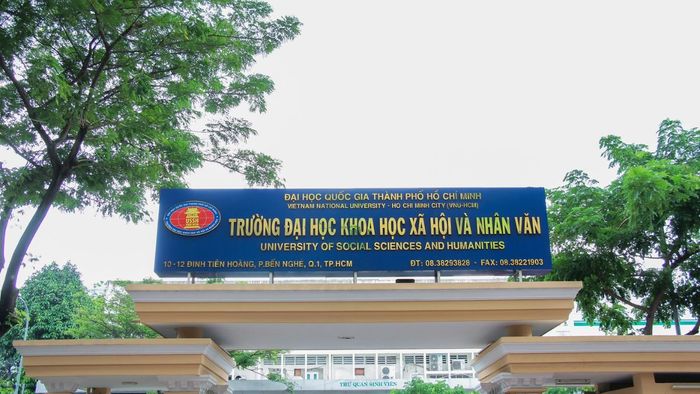 ĐẠI HỌC QUỐC GIA THÀNH PHỐ HỒ CHÍ MINH
VIETNAM NATIONAL UNIVERSITY - HO CHI MINH CITY (VNU-HCM)
TRƯỜNG ĐẠI HỌC KHOA HỌC XÃ HỘI VÀ NHÂN VĂN
UNIVERSITY OF SOCIAL SCIENCES AND HUMANITIES
USSH
10-12 ĐINH TIÊN HOÀNG, P.BẾN NGHÉ, Q.1, TP.HCM
ĐT: 08.38293828 - FAX: 08.38221903